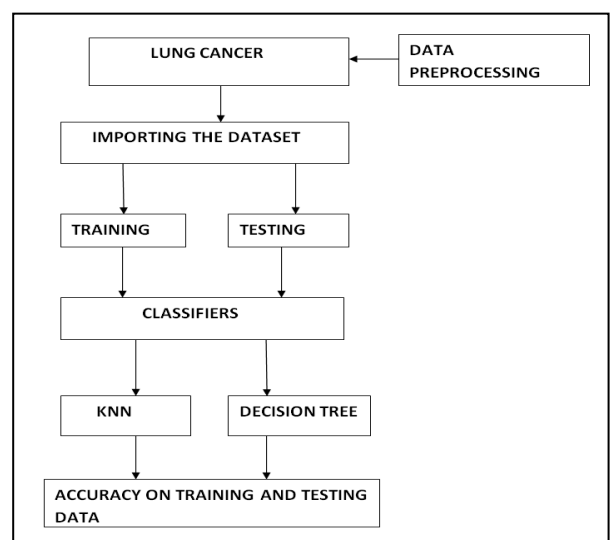 LUNG CANCER
DATA
PREPROCESSING
IMPORTING THE DATASET
TRAINING
TESTING
CLASSIFIERS
KNN
DECISION TREE
ACCURACY ON TRAINING AND TESTING
DATA